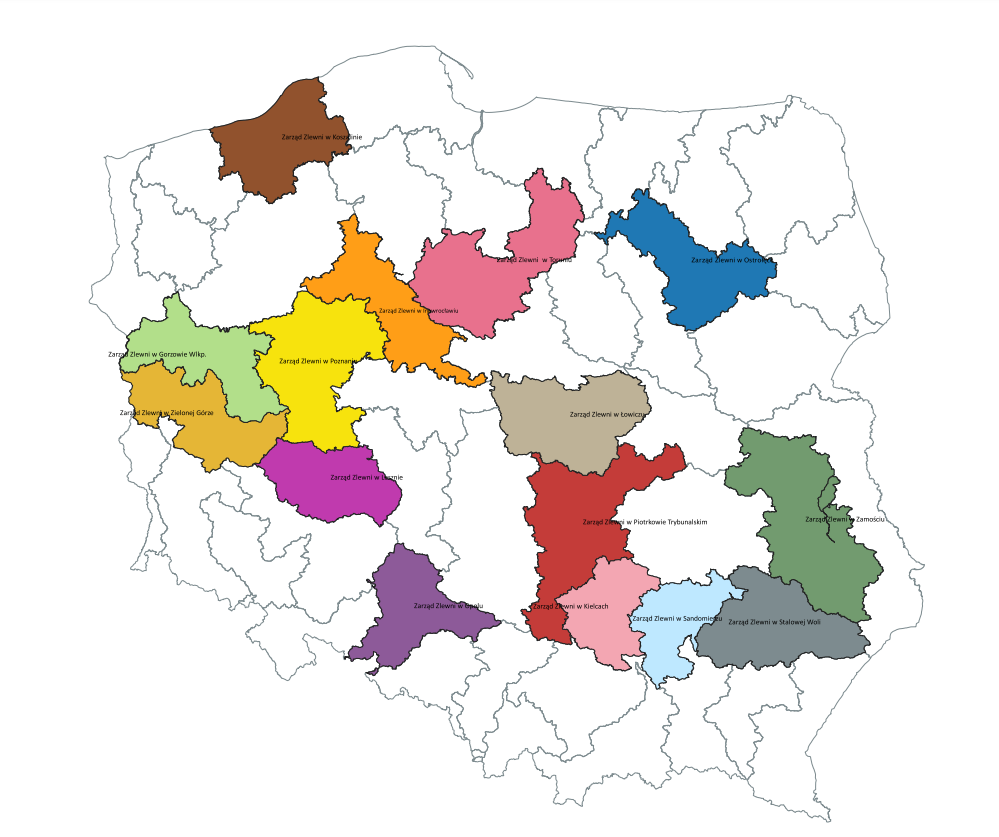 Zarząd Zlewni w Koszalinie
Zarząd Zlewni w Toruniu
Zarząd Zlewni w Ostrołęce
Zarząd Zlewni w Inowrocławiu
Zarząd Zlewni w Gorzowie Wlkp.
Zarząd Zlewni w Poznaniu
Zarząd Zlewni w Zielonej Górze
Zarząd Zlewni w Łowiczu
Zarząd Zlewni w Lesznie
Zarząd Zlewni w Piotrkowie Trybunalskim
Zarząd Zlewni w Zamościu
Zarząd Zlewni w Opolu
Zarząd Zlewni w Kielcach
Zarząd Zlewni w Sandomierzu
Zarząd Zlewni w Stalowej Woli